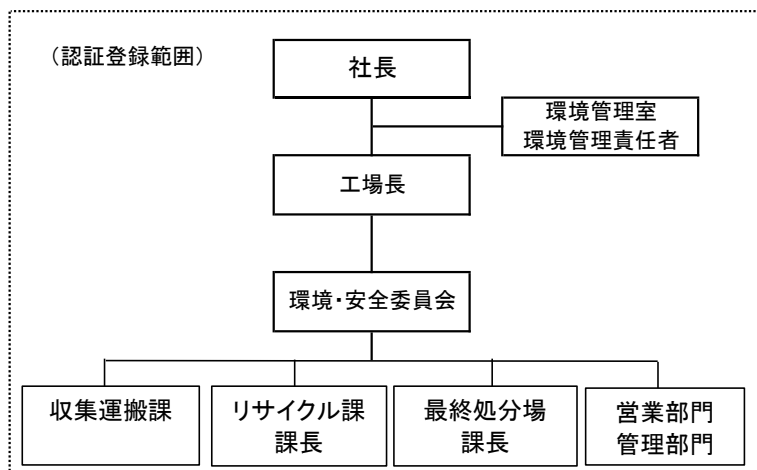 （認証登録範囲）
社長
環境管理室
環境管理責任者
工場長
環境・安全委員会
収集運搬課
リサイクル課
課長
最終処分場
課長
営業部門
管理部門